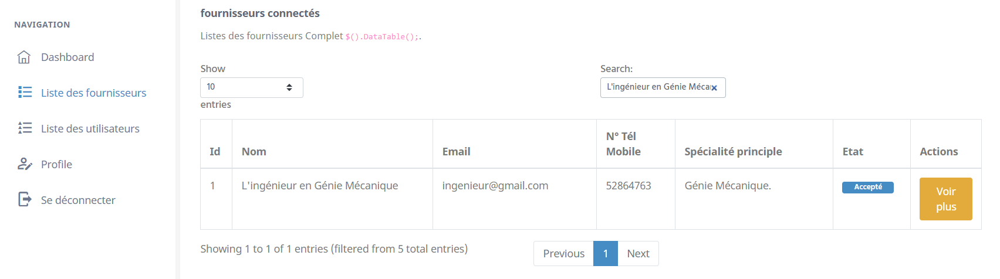 NAVIGATION
Dashboard
Liste des fournisseurs
Liste des utilisateurs
Profile
Se déconnecter
fournisseurs connectés
Listes des fournisseurs Complet $().DataTable();.
Show
10
entries
Search:
L'ingénieur en Génie Méca
Id Nom Email N° Tél Mobile Spécialité principle Etat Actions
1 L'ingénieur en Génie Mécanique ingenieur@gmail.com 52864763 Génie Mécanique. Accepté Voir plus
Showing 1 to 1 of 1 entries (filtered from 5 total entries)
Previous 1 Next